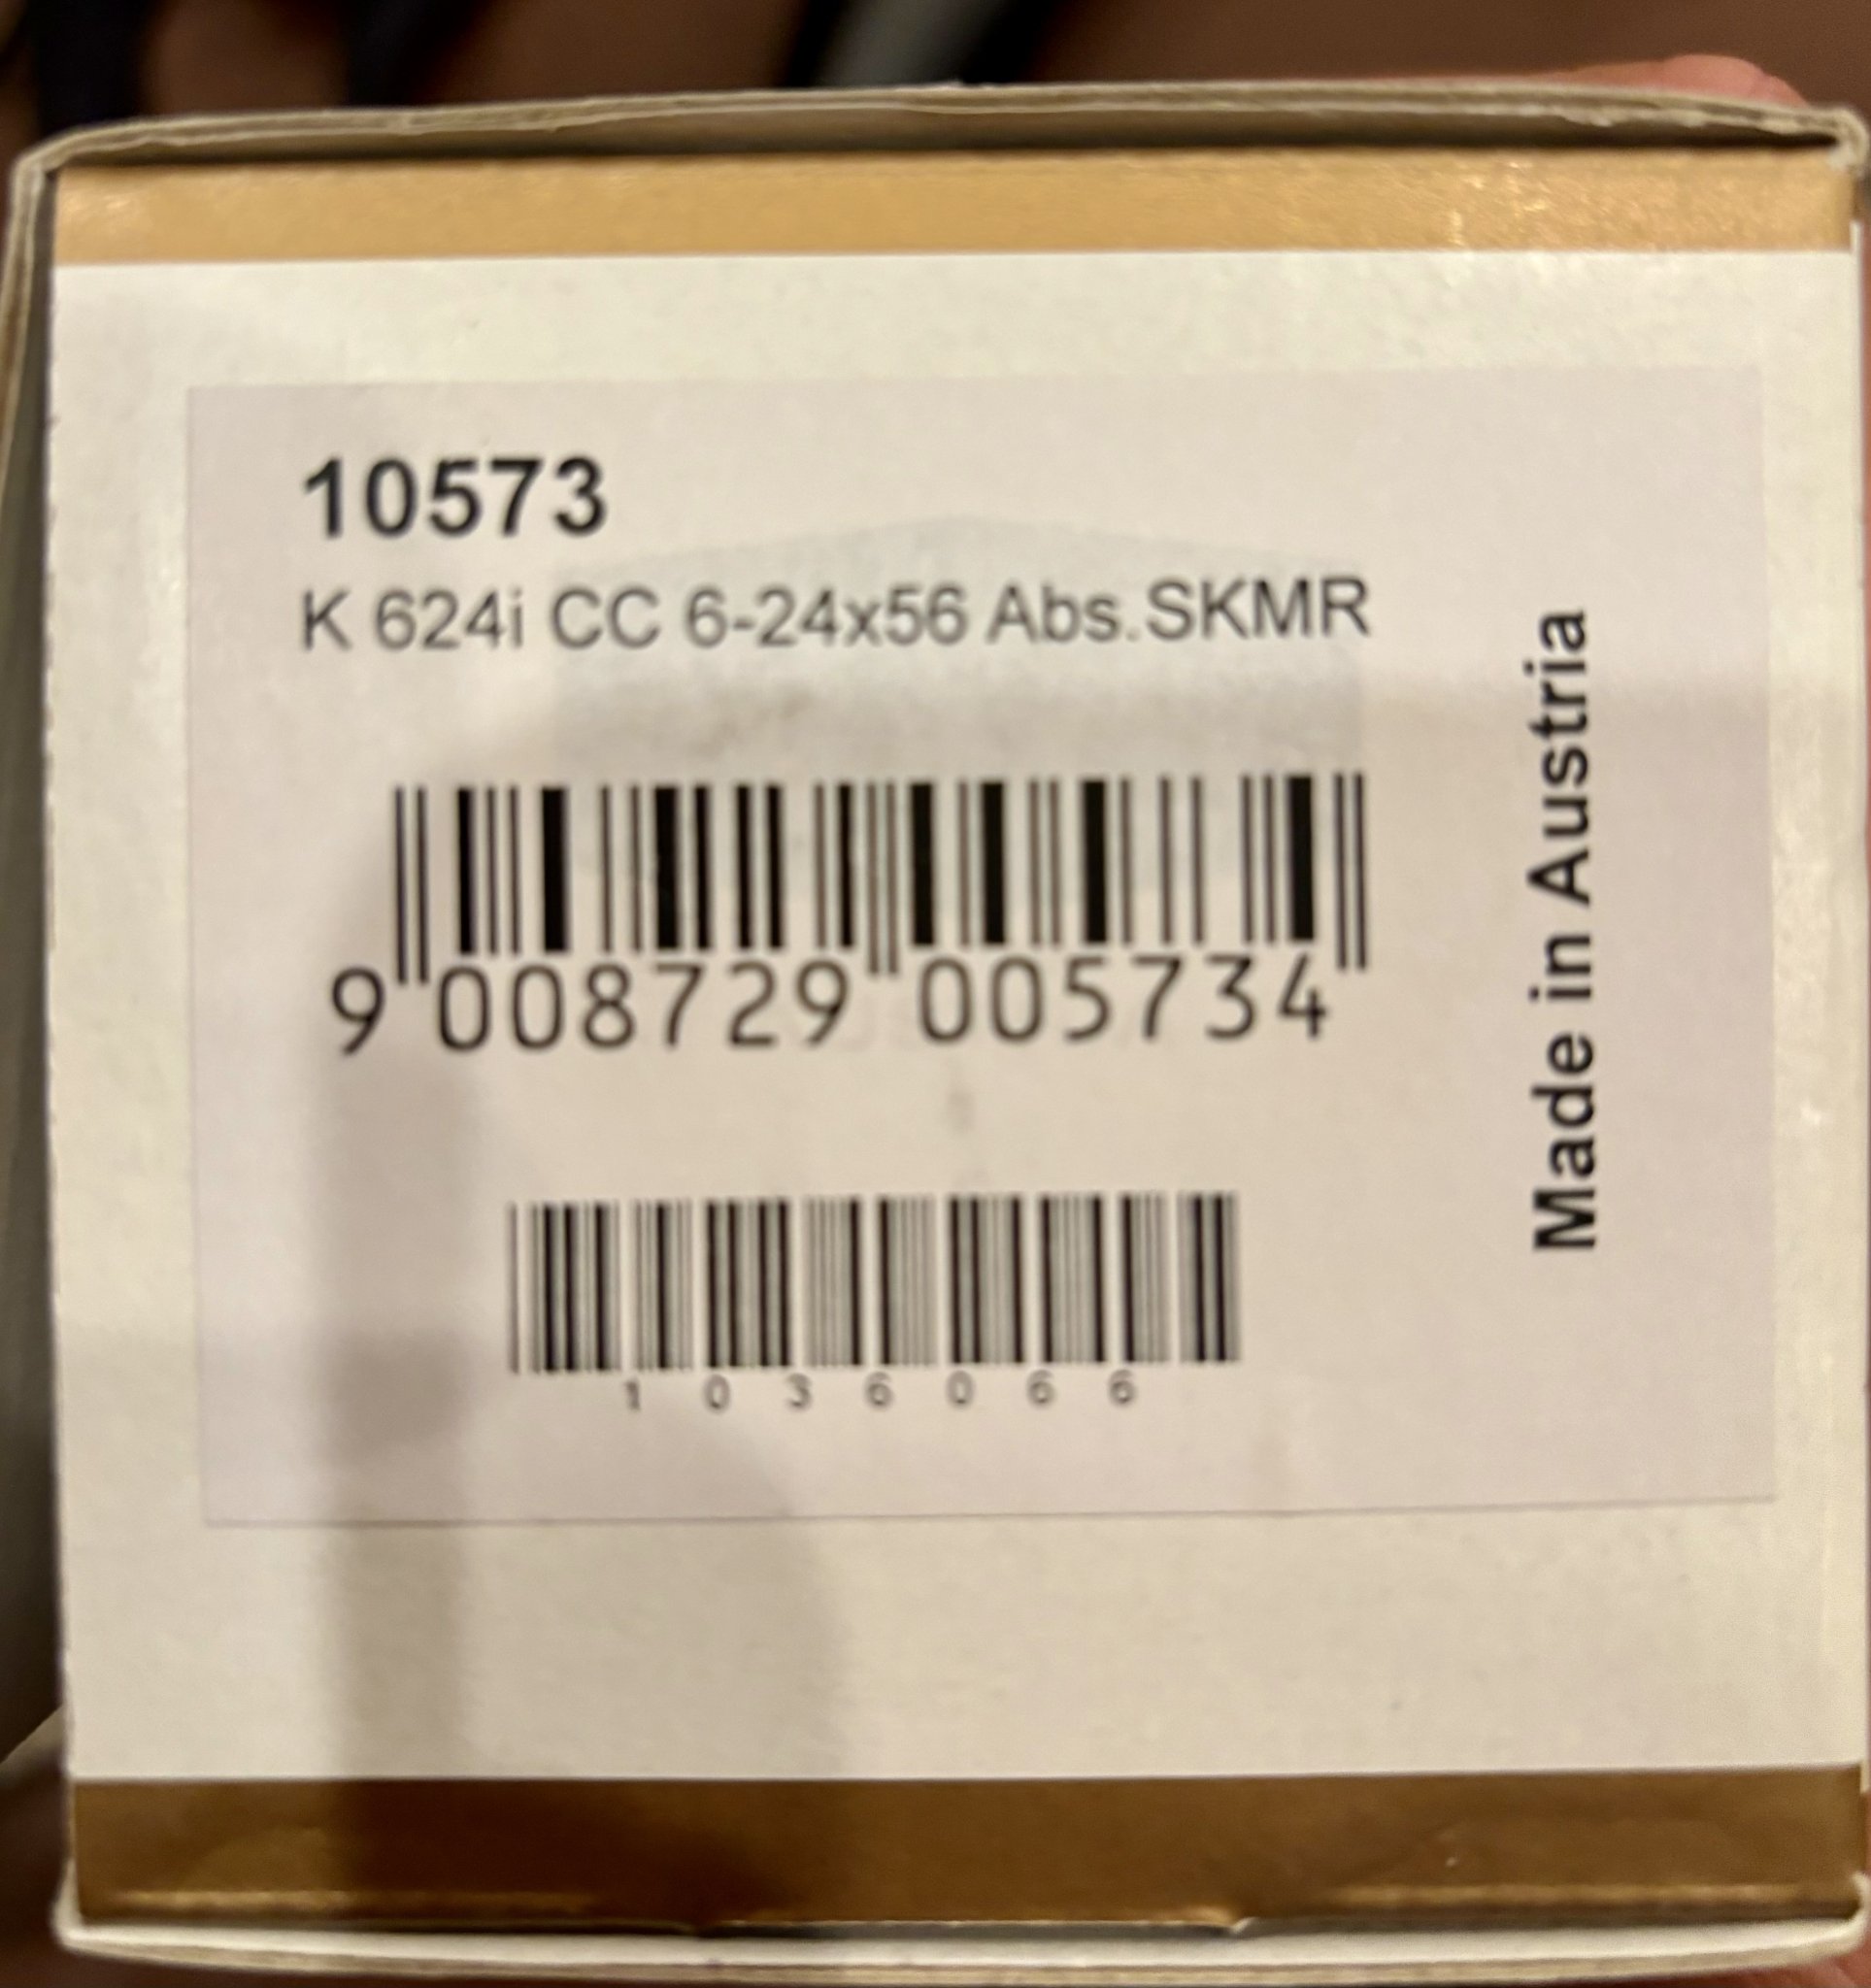 10573
K 624i CC 6-24x56 Abs.SKMR
9 008729 005734
1036066
Made in Austria